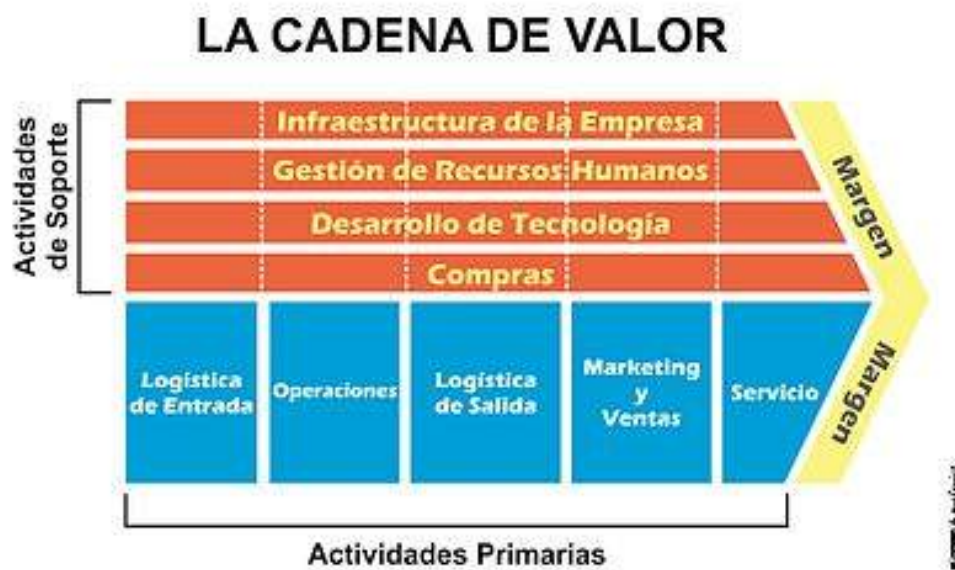 LA CADENA DE VALOR
Actividades
de Soporte
Infraestructura de la Empresa
Gestión de Recursos Humanos
Desarrollo de Tecnología
Compras
Margen
Logística
de Entrada
Operaciones
Logística
de Salida
Marketing
y
Ventas
Servicio
Margen
Actividades Primarias